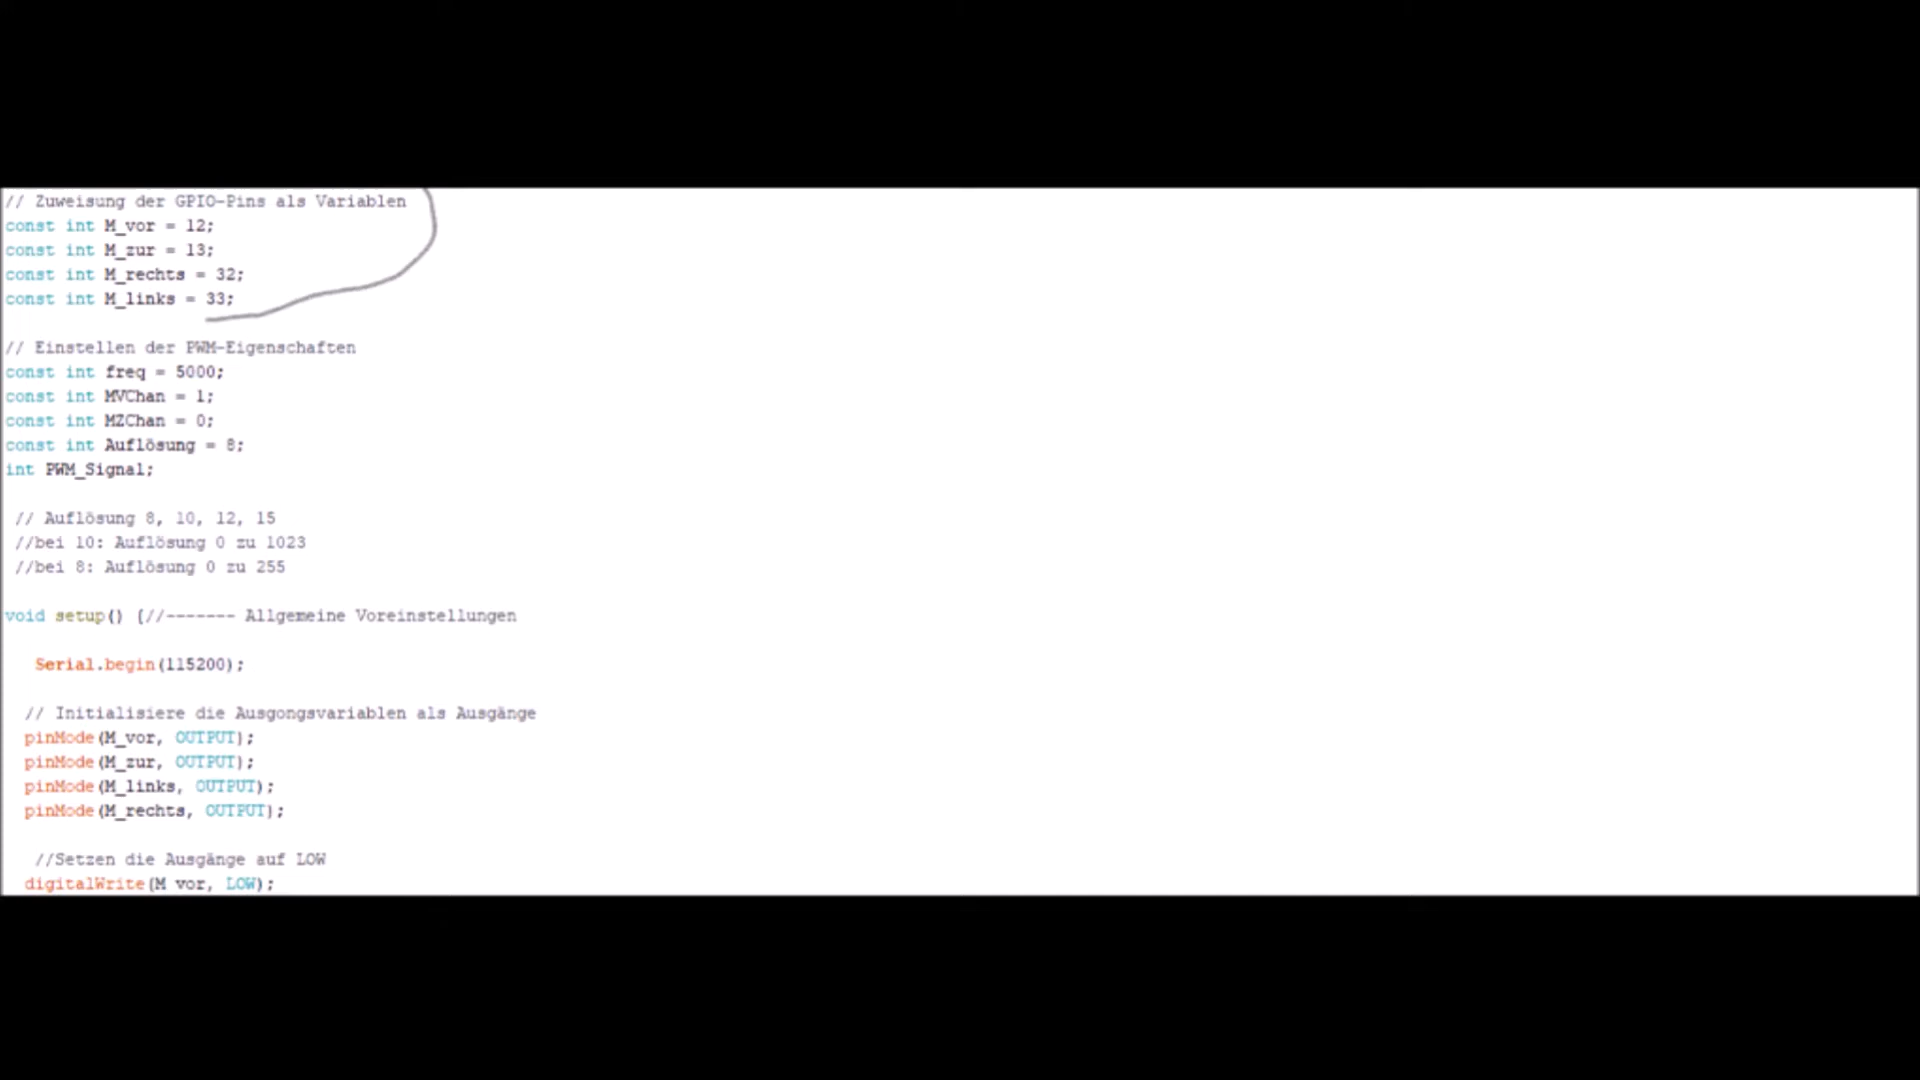 // Zuweisung der GPIO-Pins als Variablen
const int M_vor = 12;
const int M_zur = 13;
const int M_rechts = 32;
const int M_links = 33;
// Einstellen der PWM-Eigenschaften
const int freq = 5000;
const int MVChan = 1;
const int MZChan = 0;
const int Auflösung = 8;
int PWM_Signal;
// Auflösung 8, 10, 12, 15
//bei 10: Auflösung 0 zu 1023
//bei 8: Auflösung 0 zu 255
void setup() {//------- Allgemeine Voreinstellungen
Serial.begin(115200);
// Initialisiere die Ausgongsvariablen als Ausgänge
pinMode(M_vor, OUTPUT);
pinMode(M_zur, OUTPUT);
pinMode(M_links, OUTPUT);
pinMode(M_rechts, OUTPUT);
//Setzen die Ausgänge auf LOW
digitalWrite(M vor, LOW);